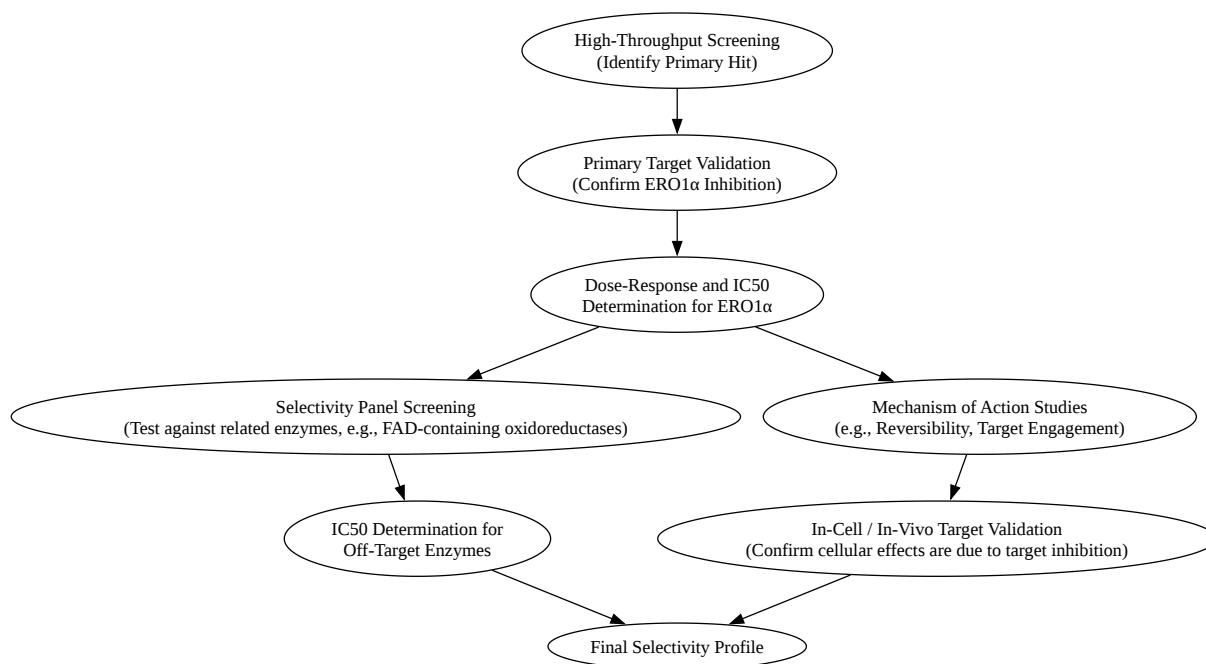 High-Throughput Screening
(Identify Primary Hit)
Primary Target Validation
(Confirm ERO1α Inhibition)
Dose-Response and IC50
Determination for ERO1α
Selectivity Panel Screening
(Test against related enzymes, e.g., FAD-containing oxidoreductases)
Mechanism of Action Studies
(e.g., Reversibility, Target Engagement)
IC50 Determination for
Off-Target Enzymes
In-Cell / In-Vivo Target Validation
(Confirm cellular effects are due to target inhibition)
Final Selectivity Profile